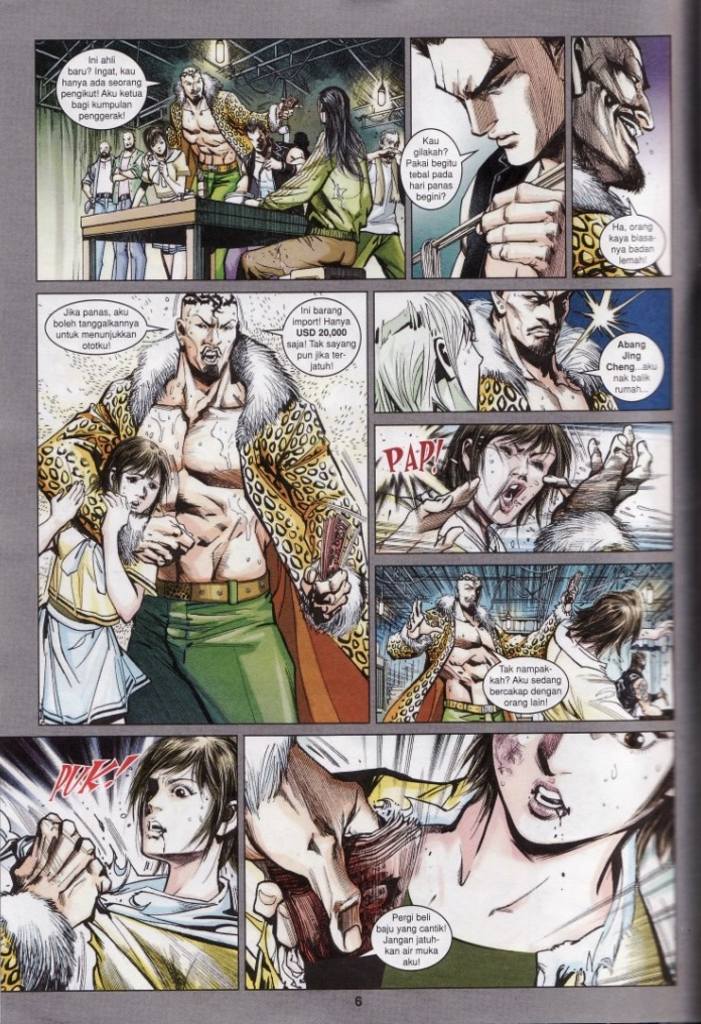 Ini ahli
baru? Ingat, kau
hanya ada seorang
pengikut! Aku ketua
bagi kumpulan
penggerak!
Kau
gilakah?
Pakai begitu
tebal pada
hari panas
begini?
Ha, orang
kaya biasa-
nya badan
lemah!
Jika panas, aku
boleh tanggalkannya
untuk menunjukkan
ototku!
Ini barang
import! Hanya
USD 20,000
saja! Tak sayang
pun jika ter-
jatuh!
Abang
Jing
Cheng...aku
nak balik
rumah...
PAP!
Tak nampak-
kah? Aku sedang
bercakap dengan
orang lain!
PUK!
Pergi beli
baju yang cantik!
Jangan jatuh-
kan air muka
aku!
6